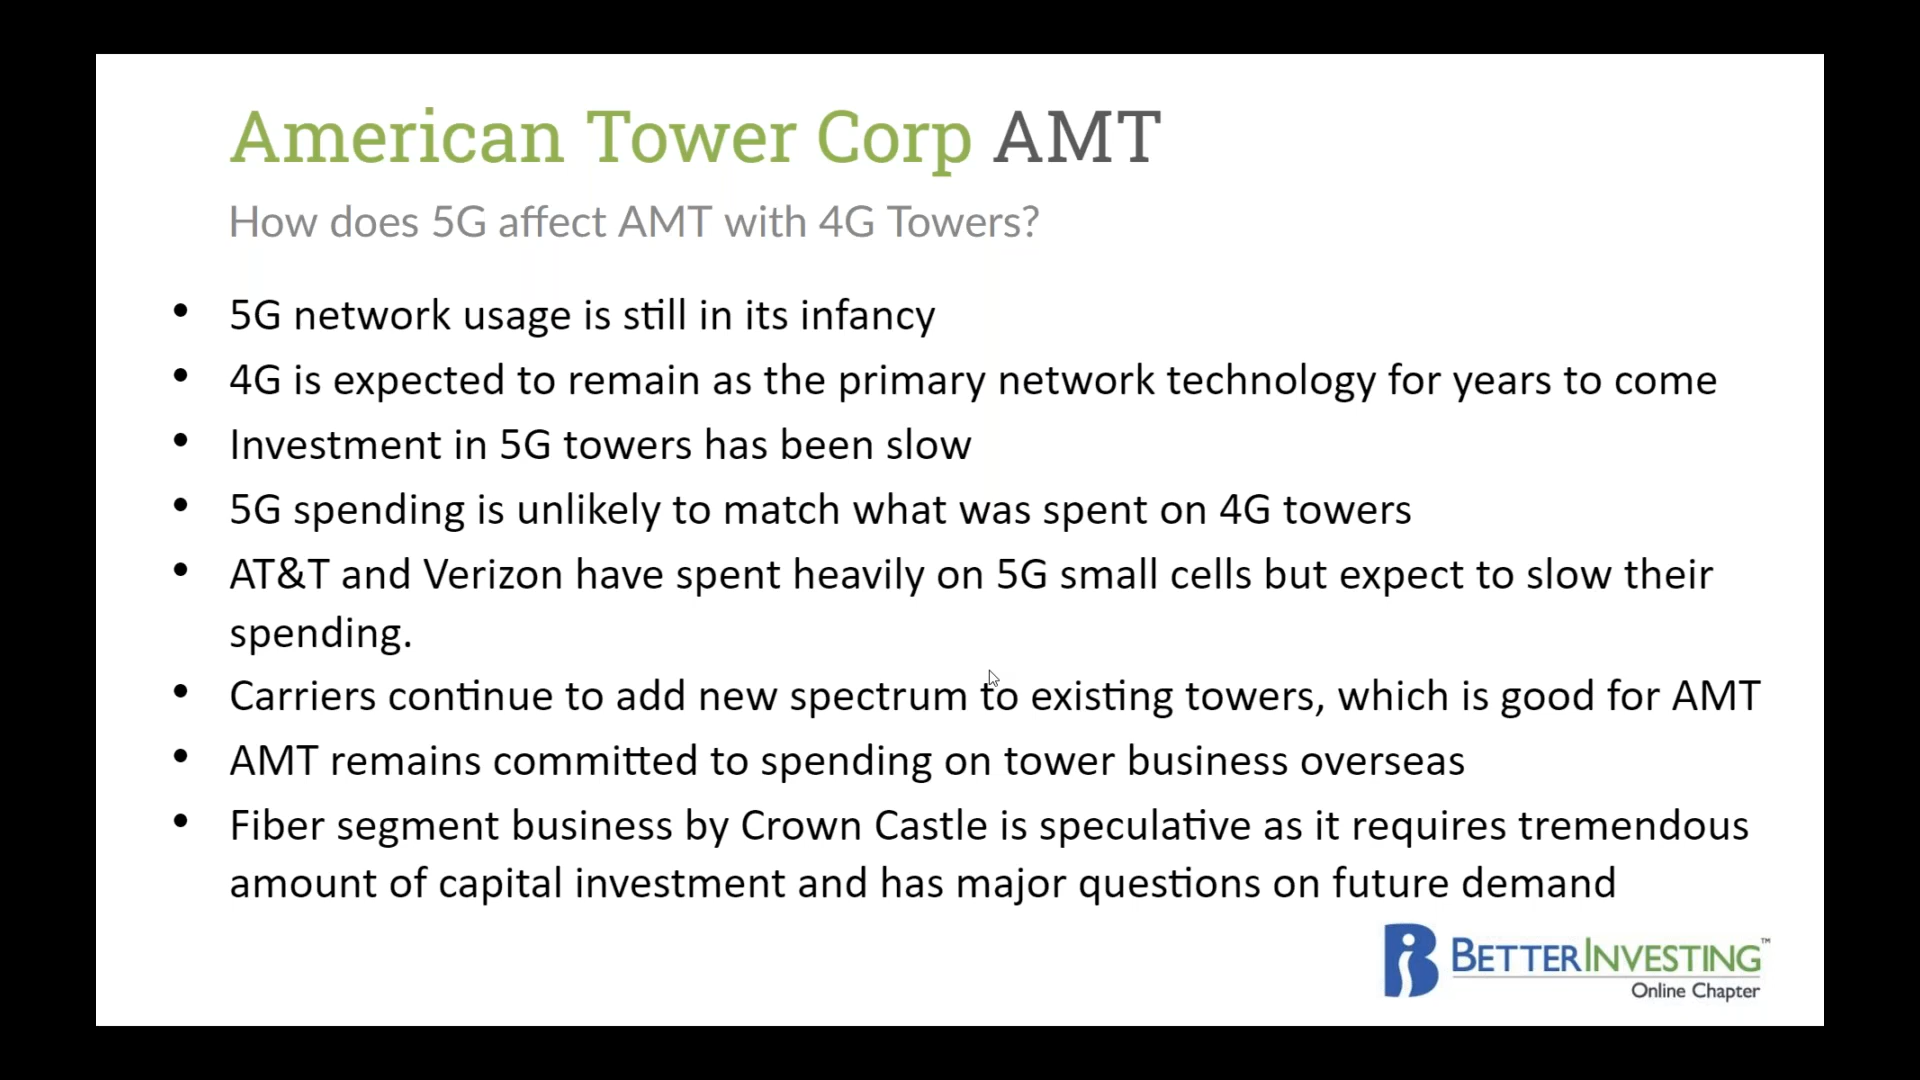 American Tower Corp AMT
How does 5G affect AMT with 4G Towers?
• 5G network usage is still in its infancy
• 4G is expected to remain as the primary network technology for years to come
• Investment in 5G towers has been slow
• 5G spending is unlikely to match what was spent on 4G towers
• AT&T and Verizon have spent heavily on 5G small cells but expect to slow their
spending.
• Carriers continue to add new spectrum to existing towers, which is good for AMT
• AMT remains committed to spending on tower business overseas
• Fiber segment business by Crown Castle is speculative as it requires tremendous
amount of capital investment and has major questions on future demand
BETTERINVESTING™
Online Chapter